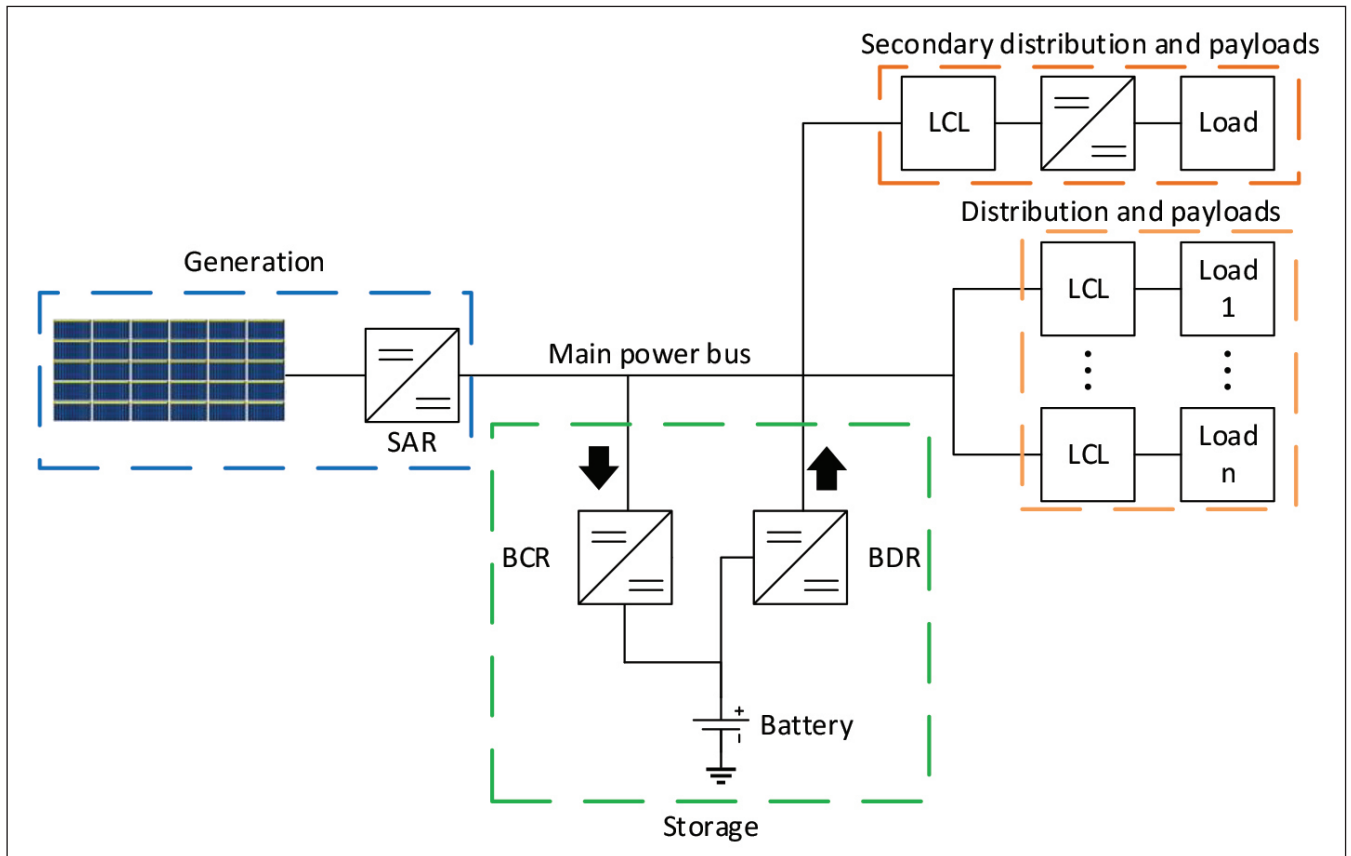 Secondary distribution and payloads
LCL
Load
Distribution and payloads
LCL
Load
1
LCL
Load
n
Generation
SAR
Main power bus
BCR
BDR
+
Battery
Storage